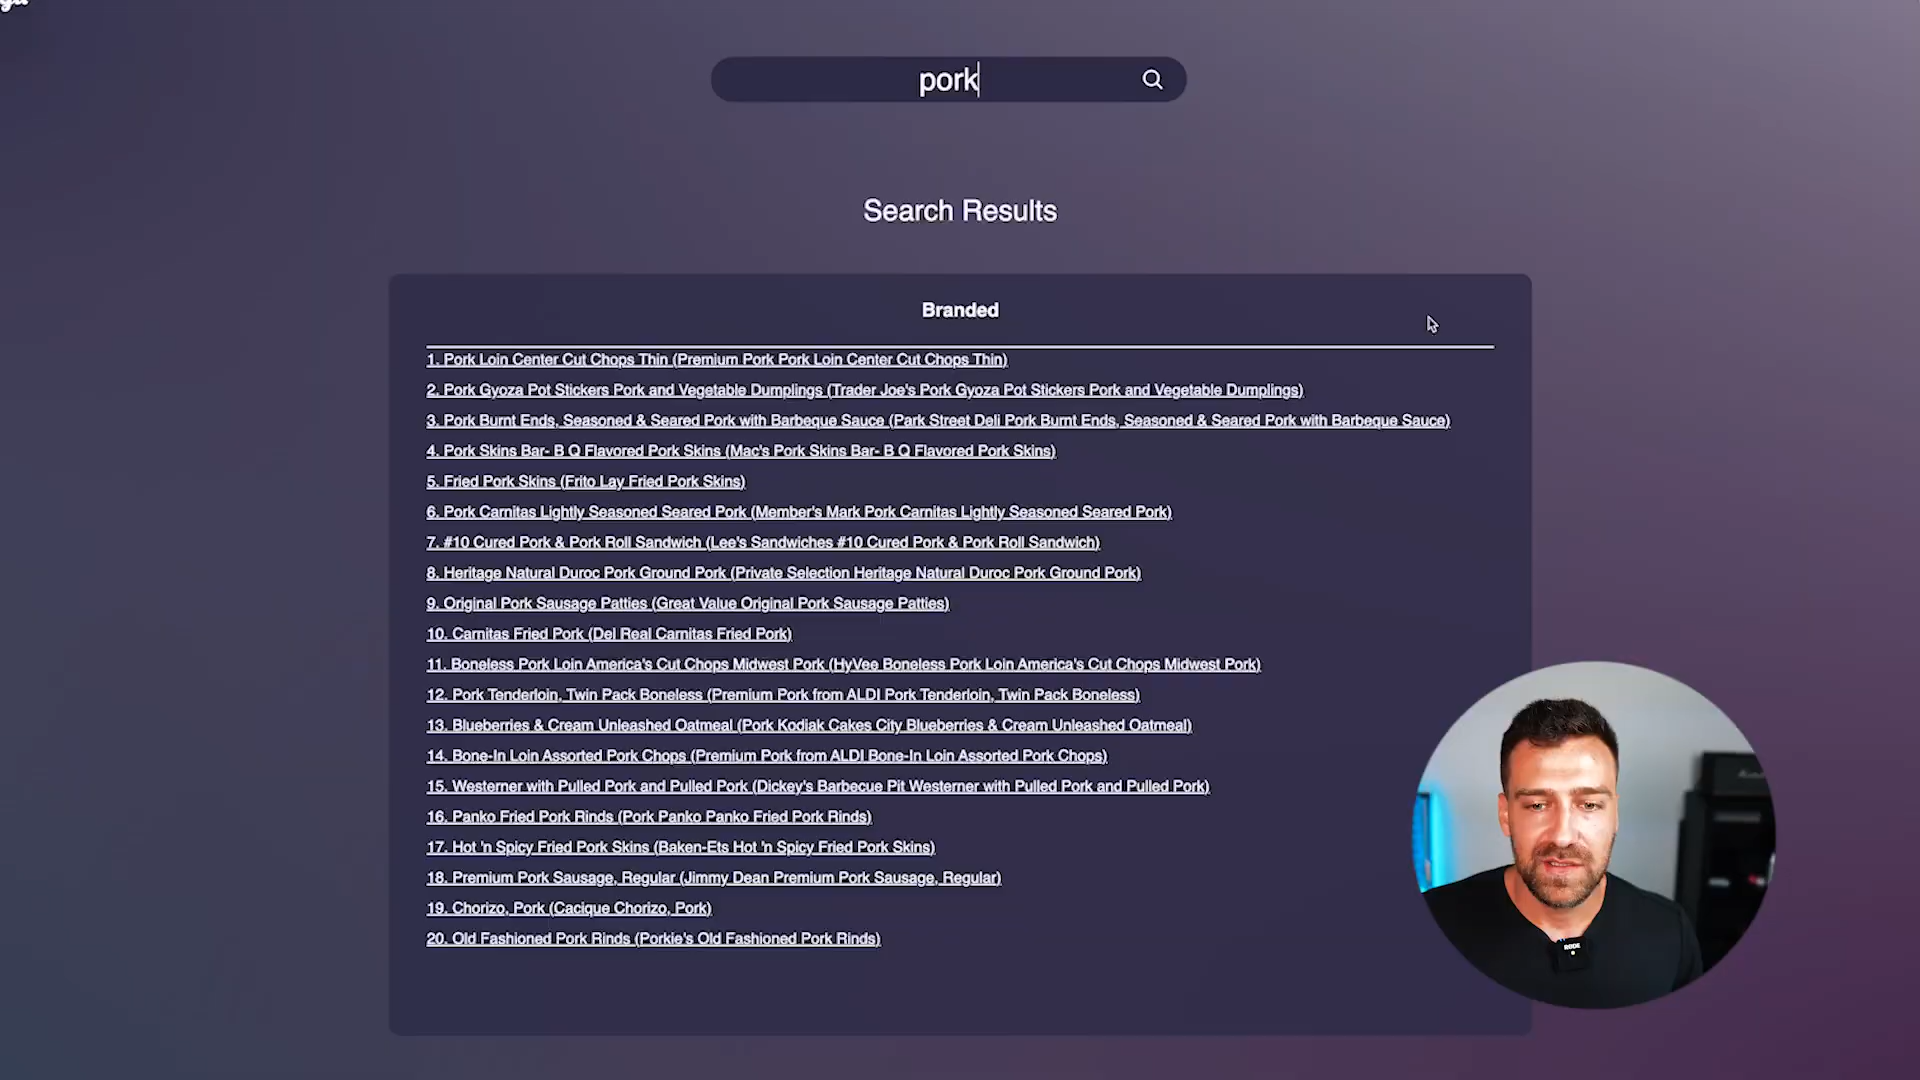 pork
Search Results
Branded
1. Pork Loin Center Cut Chops Thin (Premium Pork Pork Loin Center Cut Chops Thin)
2. Pork Gyoza Pot Stickers Pork and Vegetable Dumplings (Trader Joe's Pork Gyoza Pot Stickers Pork and Vegetable Dumplings)
3. Pork Burnt Ends, Seasoned & Seared Pork with Barbeque Sauce (Park Street Deli Pork Burnt Ends, Seasoned & Seared Pork with Barbeque Sauce)
4. Pork Skins Bar- B Q Flavored Pork Skins (Mac's Pork Skins Bar- B Q Flavored Pork Skins)
5. Fried Pork Skins (Frito Lay Fried Pork Skins)
6. Pork Carnitas Lightly Seasoned Seared Pork (Member's Mark Pork Carnitas Lightly Seasoned Seared Pork)
7. #10 Cured Pork & Pork Roll Sandwich (Lee's Sandwiches #10 Cured Pork & Pork Roll Sandwich)
8. Heritage Natural Duroc Pork Ground Pork (Private Selection Heritage Natural Duroc Pork Ground Pork)
9. Original Pork Sausage Patties (Great Value Original Pork Sausage Patties)
10. Carnitas Fried Pork (Del Real Carnitas Fried Pork)
11. Boneless Pork Loin America's Cut Chops Midwest Pork (HyVee Boneless Pork Loin America's Cut Chops Midwest Pork)
12. Pork Tenderloin, Twin Pack Boneless (Premium Pork from ALDI Pork Tenderloin, Twin Pack Boneless)
13. Blueberries & Cream Unleashed Oatmeal (Pork Kodiak Cakes City Blueberries & Cream Unleashed Oatmeal)
14. Bone-In Loin Assorted Pork Chops (Premium Pork from ALDI Bone-In Loin Assorted Pork Chops)
15. Westerner with Pulled Pork and Pulled Pork (Dickey's Barbecue Pit Westerner with Pulled Pork and Pulled Pork)
16. Panko Fried Pork Rinds (Pork Panko Panko Fried Pork Rinds)
17. Hot 'n Spicy Fried Pork Skins (Baken-Ets Hot 'n Spicy Fried Pork Skins)
18. Premium Pork Sausage, Regular (Jimmy Dean Premium Pork Sausage, Regular)
19. Chorizo, Pork (Cacique Chorizo, Pork)
20. Old Fashioned Pork Rinds (Porkie's Old Fashioned Pork Rinds)
RODE